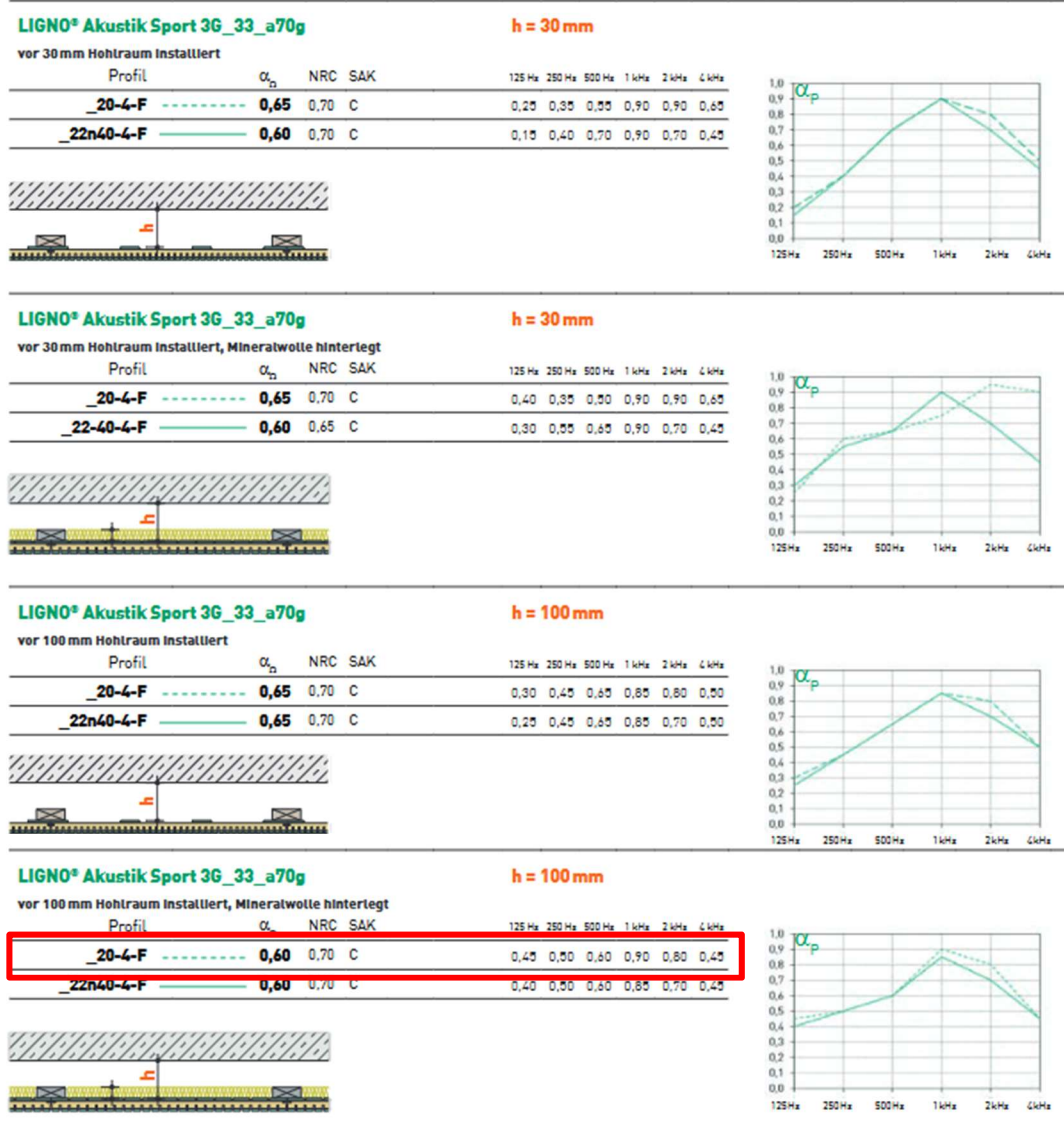 LIGNO® Akustik Sport 3G_33_a70g h = 30 mm
vor 30 mm Hohlraum installiert
Profil αp NRC SAK 125 Hz 250 Hz 500 Hz 1 kHz 2 kHz 4 kHz
_20-4-F 0,65 0,70 C 0,25 0,35 0,55 0,90 0,90 0,65
_22n40-4-F 0,60 0,70 C 0,15 0,40 0,70 0,90 0,70 0,45
h
αP
1,0
0,9
0,8
0,7
0,6
0,5
0,4
0,3
0,2
0,1
0,0
125 Hz 250 Hz 500 Hz 1 kHz 2 kHz 4 kHz
LIGNO® Akustik Sport 3G_33_a70g h = 30 mm
vor 30 mm Hohlraum installiert, Mineralwolle hinterlegt
Profil αp NRC SAK 125 Hz 250 Hz 500 Hz 1 kHz 2 kHz 4 kHz
_20-4-F 0,65 0,70 C 0,40 0,35 0,50 0,90 0,90 0,65
_22-40-4-F 0,60 0,65 C 0,30 0,55 0,65 0,90 0,70 0,45
h
αP
1,0
0,9
0,8
0,7
0,6
0,5
0,4
0,3
0,2
0,1
0,0
125 Hz 250 Hz 500 Hz 1 kHz 2 kHz 4 kHz
LIGNO® Akustik Sport 3G_33_a70g h = 100 mm
vor 100 mm Hohlraum installiert
Profil αp NRC SAK 125 Hz 250 Hz 500 Hz 1 kHz 2 kHz 4 kHz
_20-4-F 0,65 0,70 C 0,30 0,45 0,65 0,85 0,80 0,50
_22n40-4-F 0,65 0,70 C 0,25 0,45 0,65 0,85 0,70 0,50
h
αP
1,0
0,9
0,8
0,7
0,6
0,5
0,4
0,3
0,2
0,1
0,0
125 Hz 250 Hz 500 Hz 1 kHz 2 kHz 4 kHz
LIGNO® Akustik Sport 3G_33_a70g h = 100 mm
vor 100 mm Hohlraum installiert, Mineralwolle hinterlegt
Profil α NRC SAK 125 Hz 250 Hz 500 Hz 1 kHz 2 kHz 4 kHz
_20-4-F 0,60 0,70 C 0,45 0,50 0,60 0,90 0,80 0,45
_22n40-4-F 0,60 0,70 C 0,40 0,50 0,60 0,85 0,70 0,45
h
αP
1,0
0,9
0,8
0,7
0,6
0,5
0,4
0,3
0,2
0,1
0,0
125 Hz 250 Hz 500 Hz 1 kHz 2 kHz 4 kHz